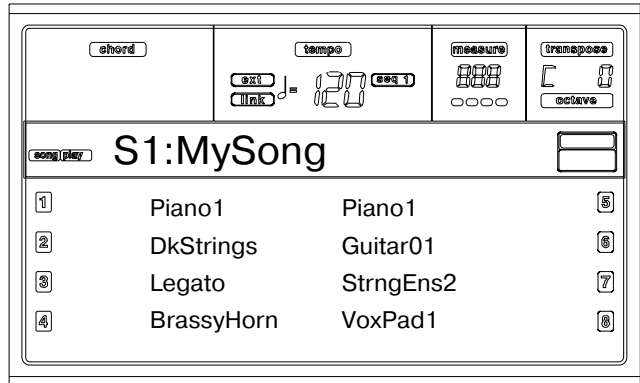 chord tempo measure transpose
ext link 120 seq 1 888 C 0
octave
song play S1:MySong
1 Piano1 Piano1 5
2 DkStrings Guitar01 6
3 Legato StrngEns2 7
4 BrassyHorn VoxPad1 8